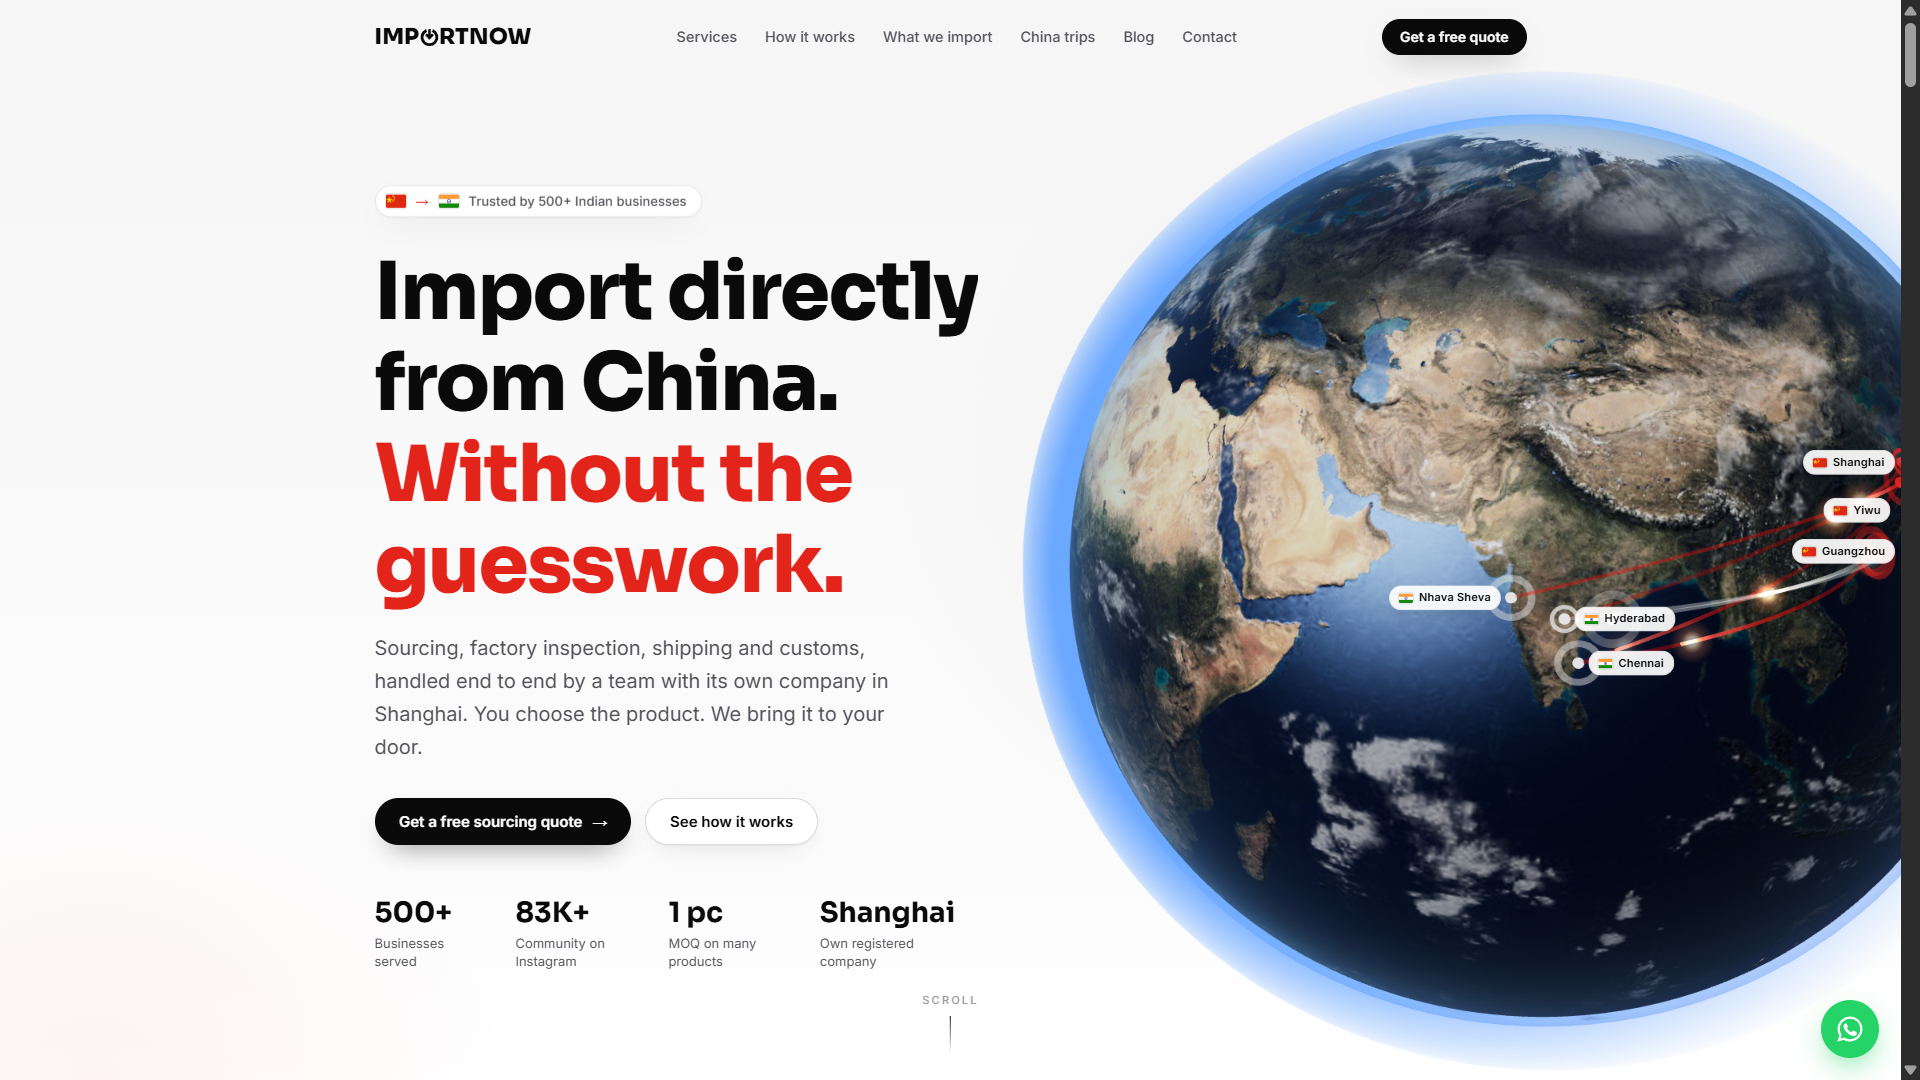 IMPORTNOW
Services
How it works
What we import
China trips
Blog
Contact
Get a free quote
Trusted by 500+ Indian businesses
Import directly
from China.
Without the
guesswork.
Sourcing, factory inspection, shipping and customs,
handled end to end by a team with its own company in
Shanghai. You choose the product. We bring it to your
door.
Get a free sourcing quote →
See how it works
500+
Businesses
served
83K+
Community on
Instagram
1 pc
MOQ on many
products
Shanghai
Own registered
company
SCROLL
Shanghai
Yiwu
Guangzhou
Nhava Sheva
Hyderabad
Chennai